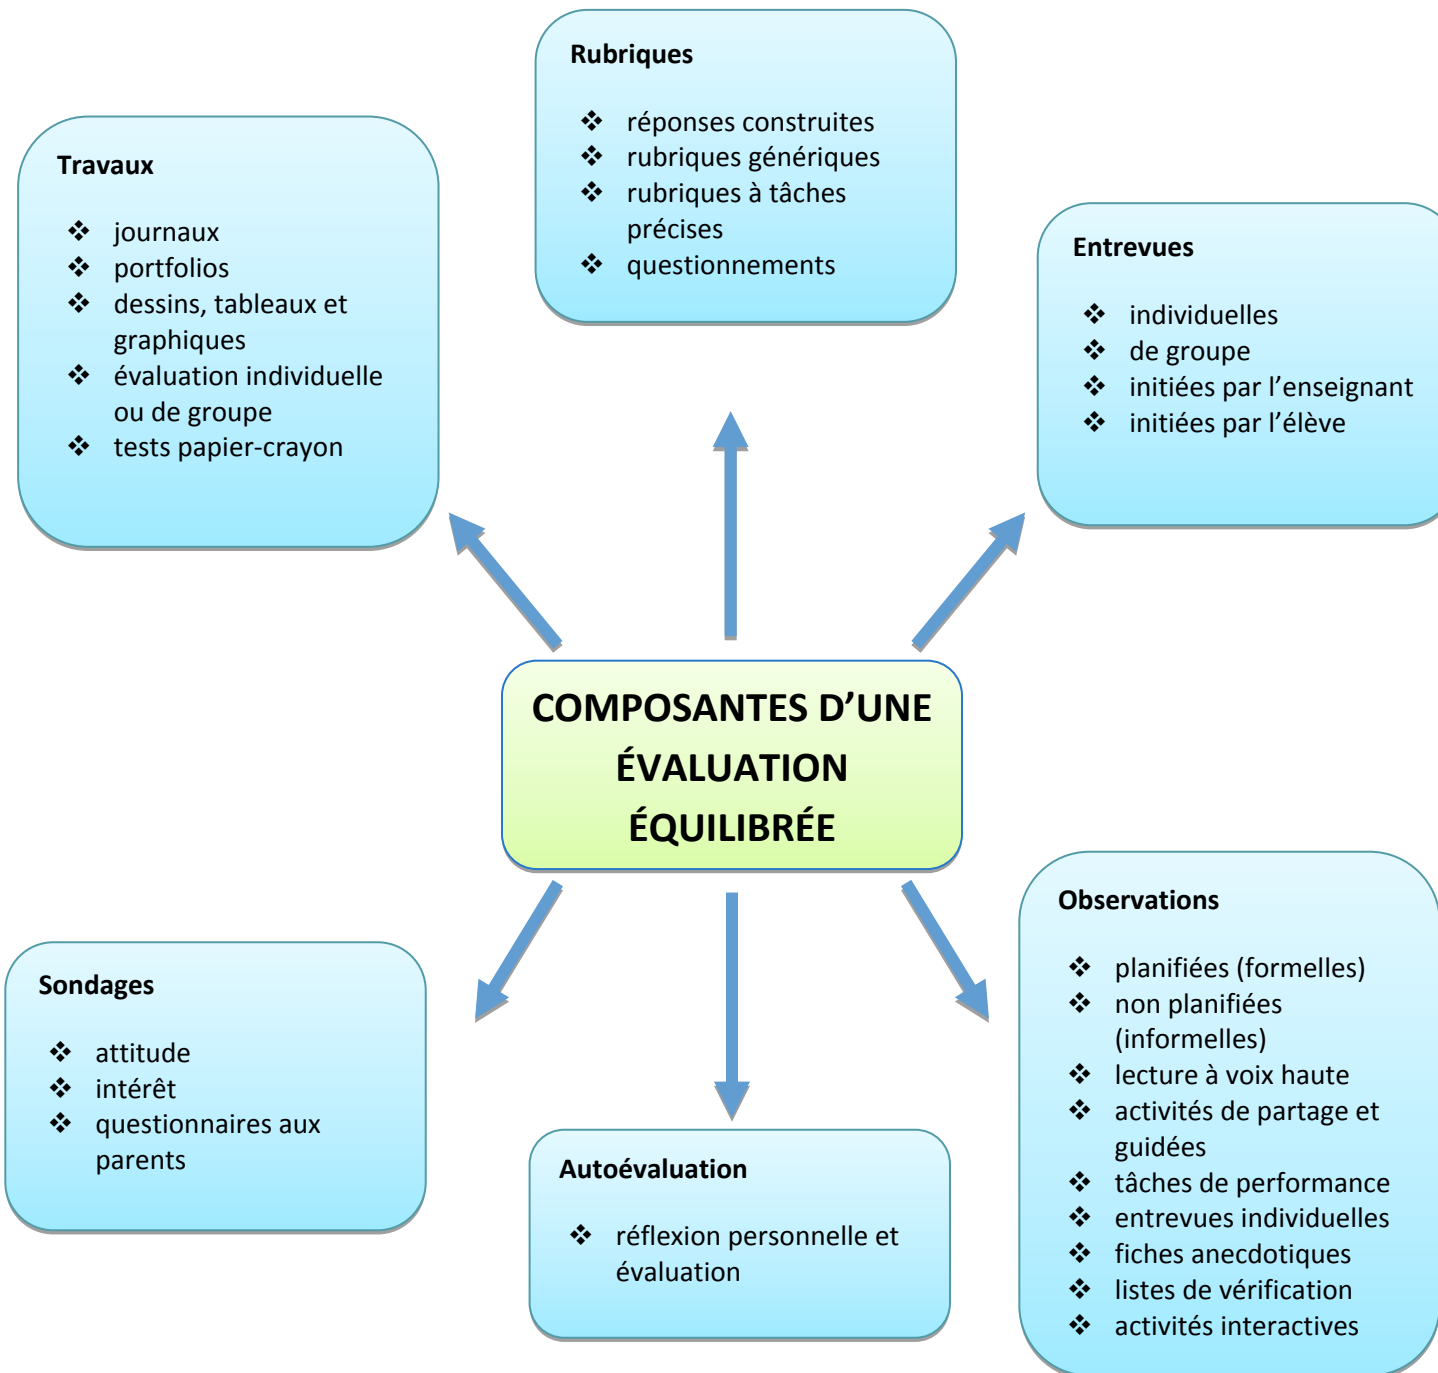 Rubriques
❖ réponses construites
❖ rubriques génériques
❖ rubriques à tâches
précises
❖ questionnements
Travaux
❖ journaux
❖ portfolios
❖ dessins, tableaux et
graphiques
❖ évaluation individuelle
ou de groupe
❖ tests papier-crayon
Entrevues
❖ individuelles
❖ de groupe
❖ initiées par l’enseignant
❖ initiées par l’élève
COMPOSANTES D’UNE
ÉVALUATION
ÉQUILIBRÉE
Sondages
❖ attitude
❖ intérêt
❖ questionnaires aux
parents
Autoévaluation
❖ réflexion personnelle et
évaluation
Observations
❖ planifiées (formelles)
❖ non planifiées
(informelles)
❖ lecture à voix haute
❖ activités de partage et
guidées
❖ tâches de performance
❖ entrevues individuelles
❖ fiches anecdotiques
❖ listes de vérification
❖ activités interactives